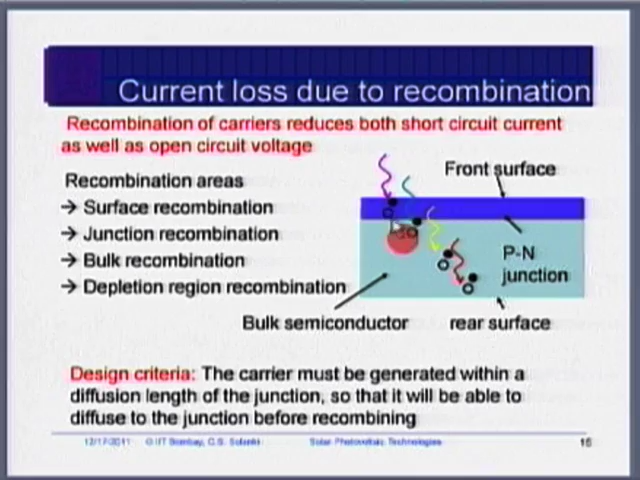 Current loss due to recombination
Recombination of carriers reduces both short circuit current
as well as open circuit voltage
Recombination areas
→ Surface recombination
→ Junction recombination
→ Bulk recombination
→ Depletion region recombination
Front surface
P-N
junction
Bulk semiconductor
rear surface
Design criteria: The carrier must be generated within a
diffusion length of the junction, so that it will be able to
diffuse to the junction before recombining
IIT Bombay, C.S. Solanki
Solar Photovoltaic Technologies